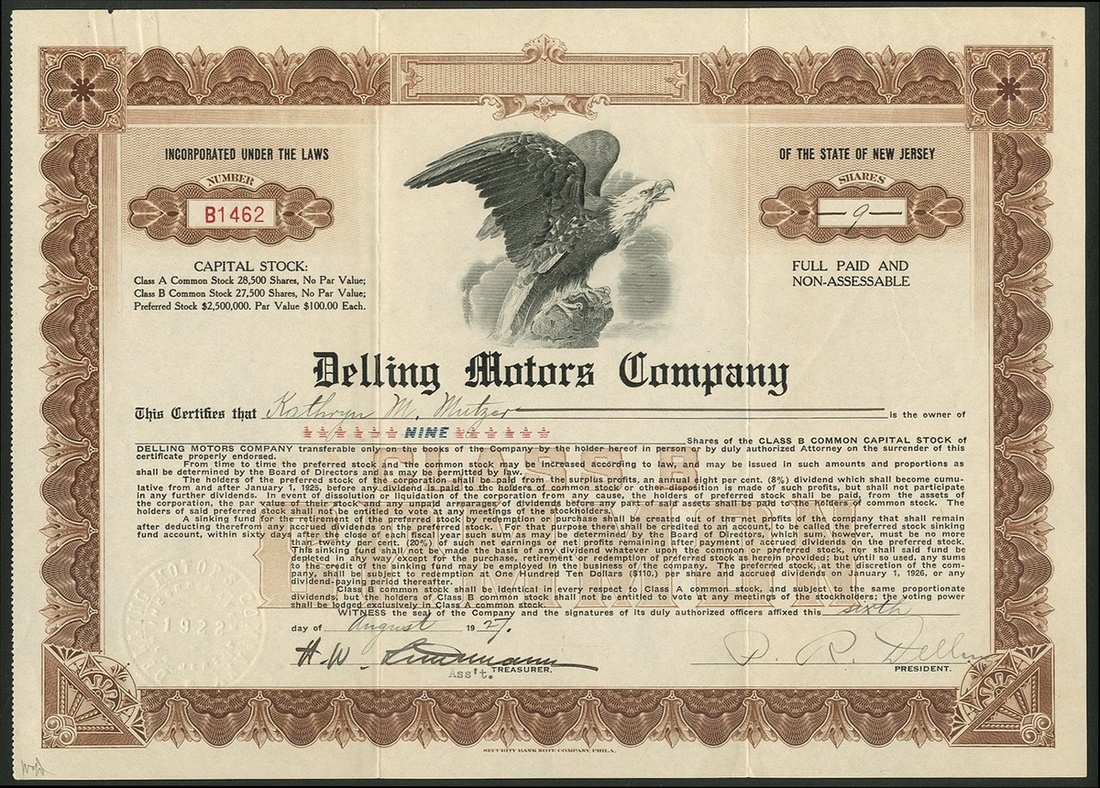 INCORPORATED UNDER THE LAWS
OF THE STATE OF NEW JERSEY
NUMBER
B1462
SHARES
9
CAPITAL STOCK:
Class A Common Stock 28,500 Shares, No Par Value;
Class B Common Stock 27,500 Shares, No Par Value;
Preferred Stock $2,500,000. Par Value $100.00 Each.
FULL PAID AND
NON-ASSESSABLE
Delling Motors Company
This Certifies that Kathryn M. Mutzer is the owner of
NINE
Shares of the CLASS B COMMON CAPITAL STOCK of
DELLING MOTORS COMPANY transferable only on the books of the Company by the holder hereof in person or by duly authorized Attorney on the surrender of this
certificate properly endorsed.
From time to time the preferred stock and the common stock may be increased according to law, and may be issued in such amounts and proportions as
shall be determined by the Board of Directors and as may be permitted by law.
The holders of the preferred stock of the corporation shall be paid from the surplus profits, an annual eight per cent. (8%) dividend which shall become cumu-
lative from and after January 1, 1925, before any dividend is paid to the holders of common stock or other disposition is made of such profits, but shall not participate
in any further dividends. In event of dissolution or liquidation of the corporation from any cause, the holders of preferred stock shall be paid, from the assets of
the corporation, the par value of their stock and any unpaid arrearages of dividends before any part of such assets shall be paid to the holders of common stock. The
holders of said preferred stock shall not be entitled to vote at any meetings of the stockholders.
A sinking fund for the retirement of the preferred stock by redemption or purchase shall be created out of the net profits of the company that shall remain
after deducting therefrom any accrued dividends on the preferred stock. For that purpose there shall be credited to an account, to be called the preferred stock sinking
fund account, within sixty days after the close of each fiscal year such sum as may be determined by the Board of Directors, which sum, however, must be no more
than twenty per cent. (20%) of such net earnings or net profits remaining after payment of accrued dividends on the preferred stock.
This sinking fund shall not be made the basis of any dividend whatever upon the common or preferred stock, nor shall said fund be
depleted in any way except for the purchase, retirement or redemption of preferred stock as herein provided; but until so used, any sums
to the credit of the sinking fund may be employed in the business of the company. The preferred stock, at the discretion of the com-
pany, shall be subject to redemption at One Hundred Ten Dollars ($110.) per share and accrued dividends on January 1, 1926, or any
dividend-paying period thereafter.
Class B common stock shall be identical in every respect to Class A common stock, and subject to the same proportionate
dividends, but the holders of Class B common stock shall not be entitled to vote at any meetings of the stockholders; the voting power
shall be lodged exclusively in Class A common stock.
WITNESS the seal of the Company and the signatures of its duly authorized officers affixed this sixth
day of August 1927.
CLASS B
COMMON
DELLING MOTORS CO.
1922
H. W. Zimmermann
Ass't. TREASURER.
P. R. Delling
PRESIDENT.
SECURITY BANK NOTE COMPANY, PHILA.